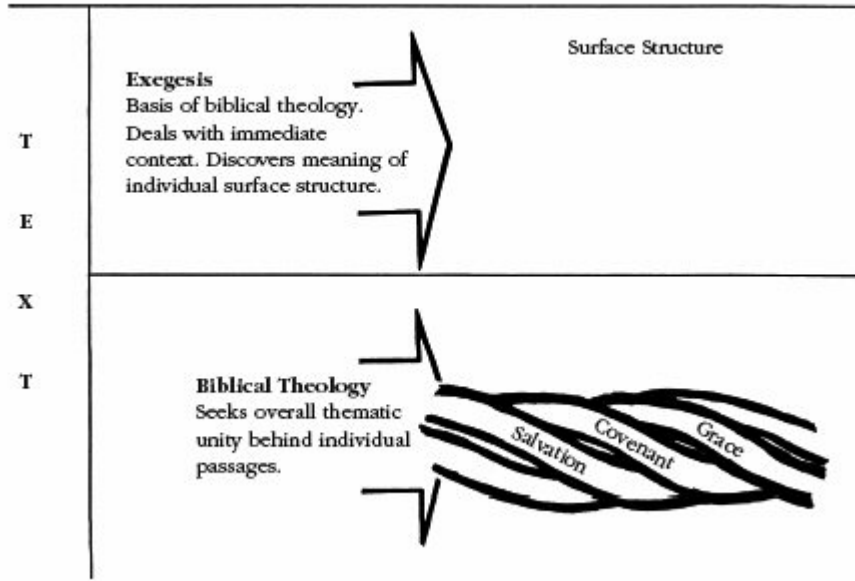 Surface Structure
Exegesis
Basis of biblical theology.
Deals with immediate
context. Discovers meaning of
individual surface structure.
T
E
X
T
Biblical Theology
Seeks overall thematic
unity behind individual
passages.
Salvation
Covenant
Grace